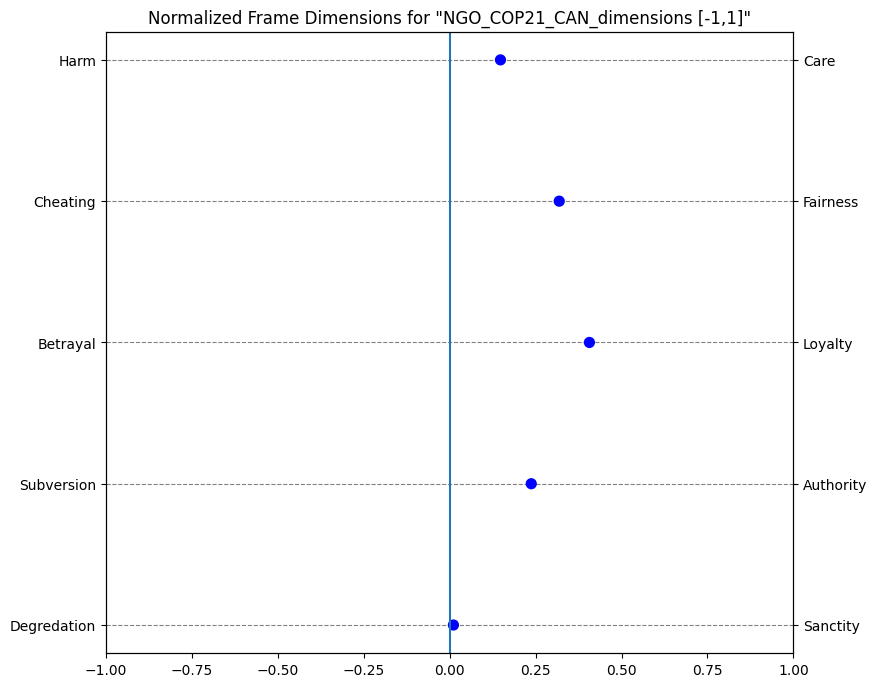 Normalized Frame Dimensions for "NGO_COP21_CAN_dimensions [-1,1]"
Harm Care
Cheating Fairness
Betrayal Loyalty
Subversion Authority
Degredation Sanctity
−1.00 −0.75 −0.50 −0.25 0.00 0.25 0.50 0.75 1.00